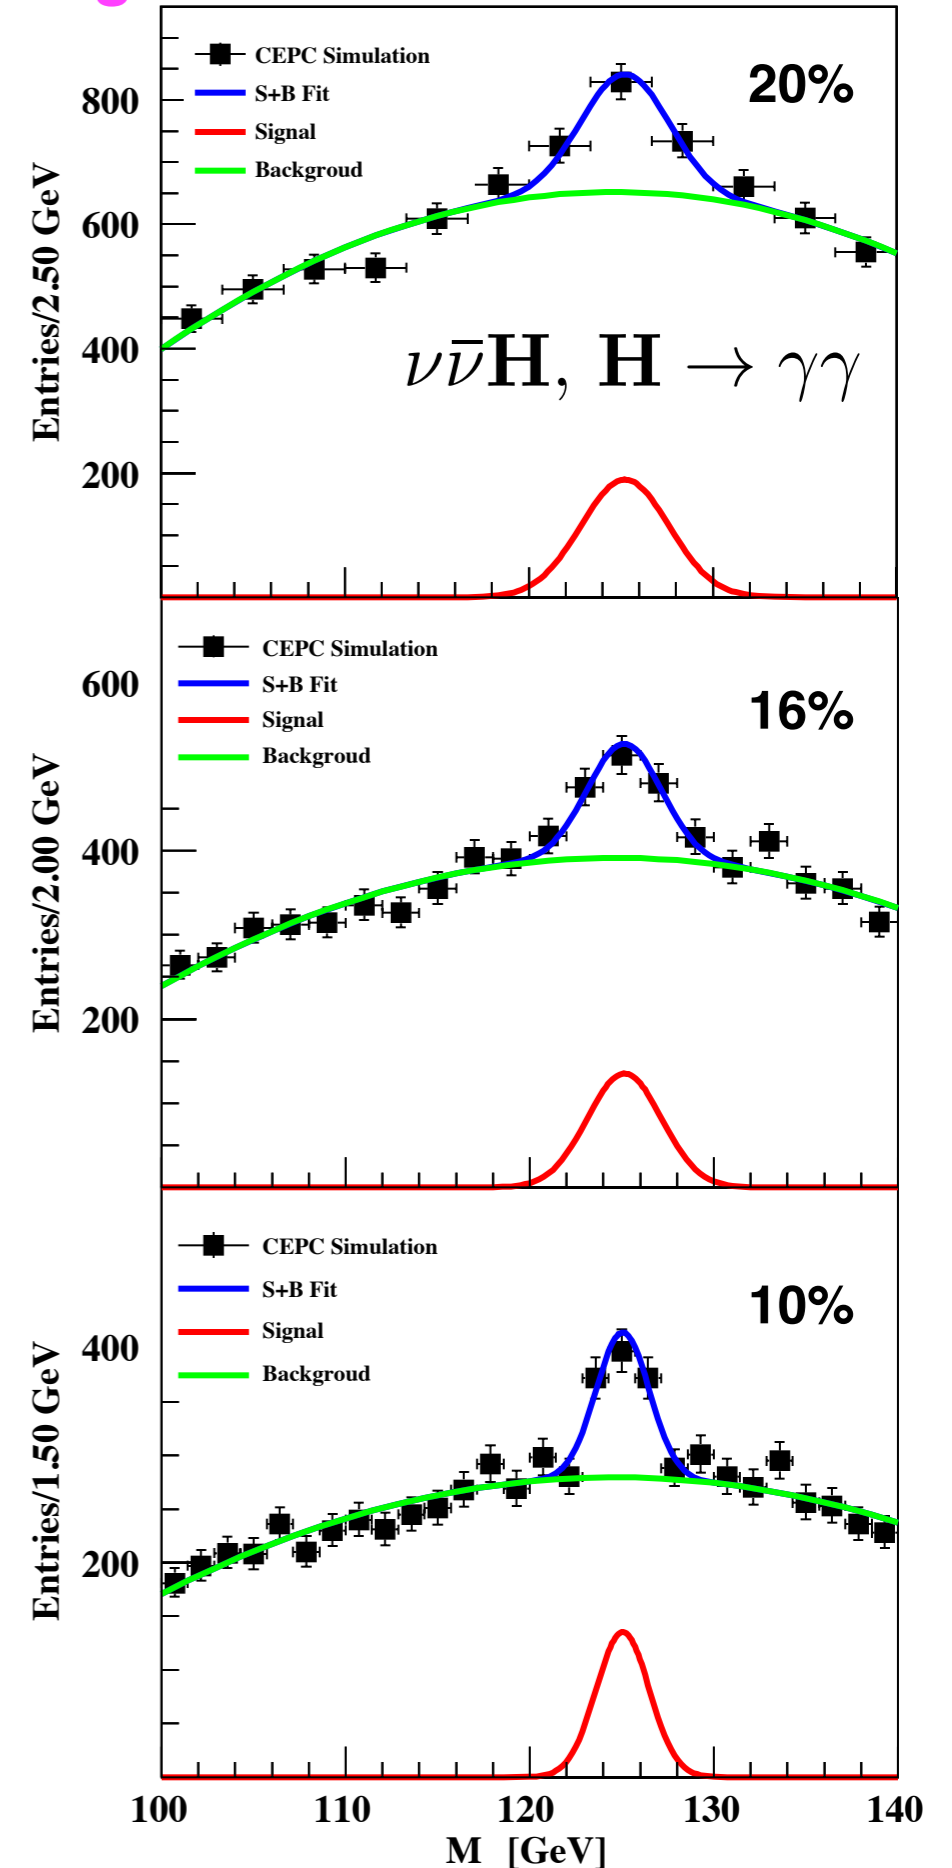 CEPC Simulation
S+B Fit
Signal
Backgroud
20%
800
600
400
200
Entries/2.50 GeV
νν̄H, H → γγ
CEPC Simulation
S+B Fit
Signal
Backgroud
16%
600
400
200
Entries/2.00 GeV
CEPC Simulation
S+B Fit
Signal
Backgroud
10%
400
200
Entries/1.50 GeV
100 110 120 130 140
M [GeV]